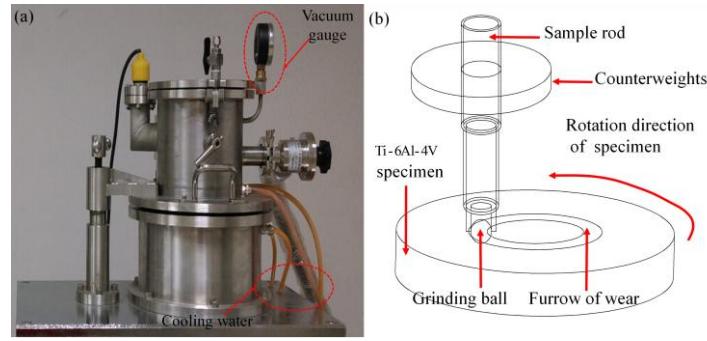 (a)
Vacuum
gauge
Cooling water
(b)
Sample rod
Counterweights
Rotation direction
of specimen
Ti-6Al-4V
specimen
Grinding ball
Furrow of wear